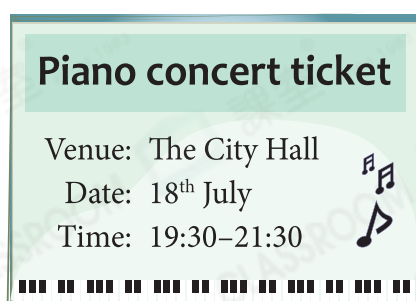 Piano concert ticket
Venue: The City Hall
Date: 18th July
Time: 19:30–21:30